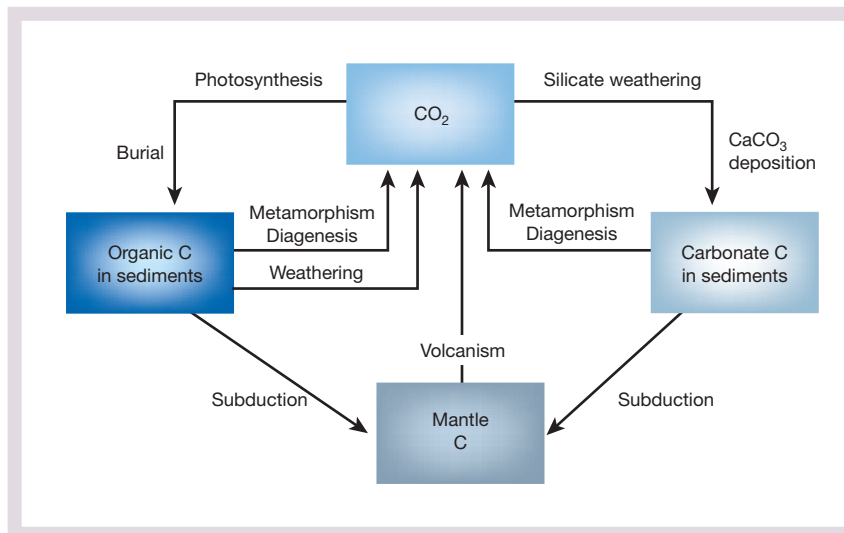 Photosynthesis
Silicate weathering
CO₂
Burial
CaCO₃
deposition
Metamorphism
Diagenesis
Metamorphism
Diagenesis
Organic C
in sediments
Weathering
Carbonate C
in sediments
Volcanism
Subduction
Subduction
Mantle
C